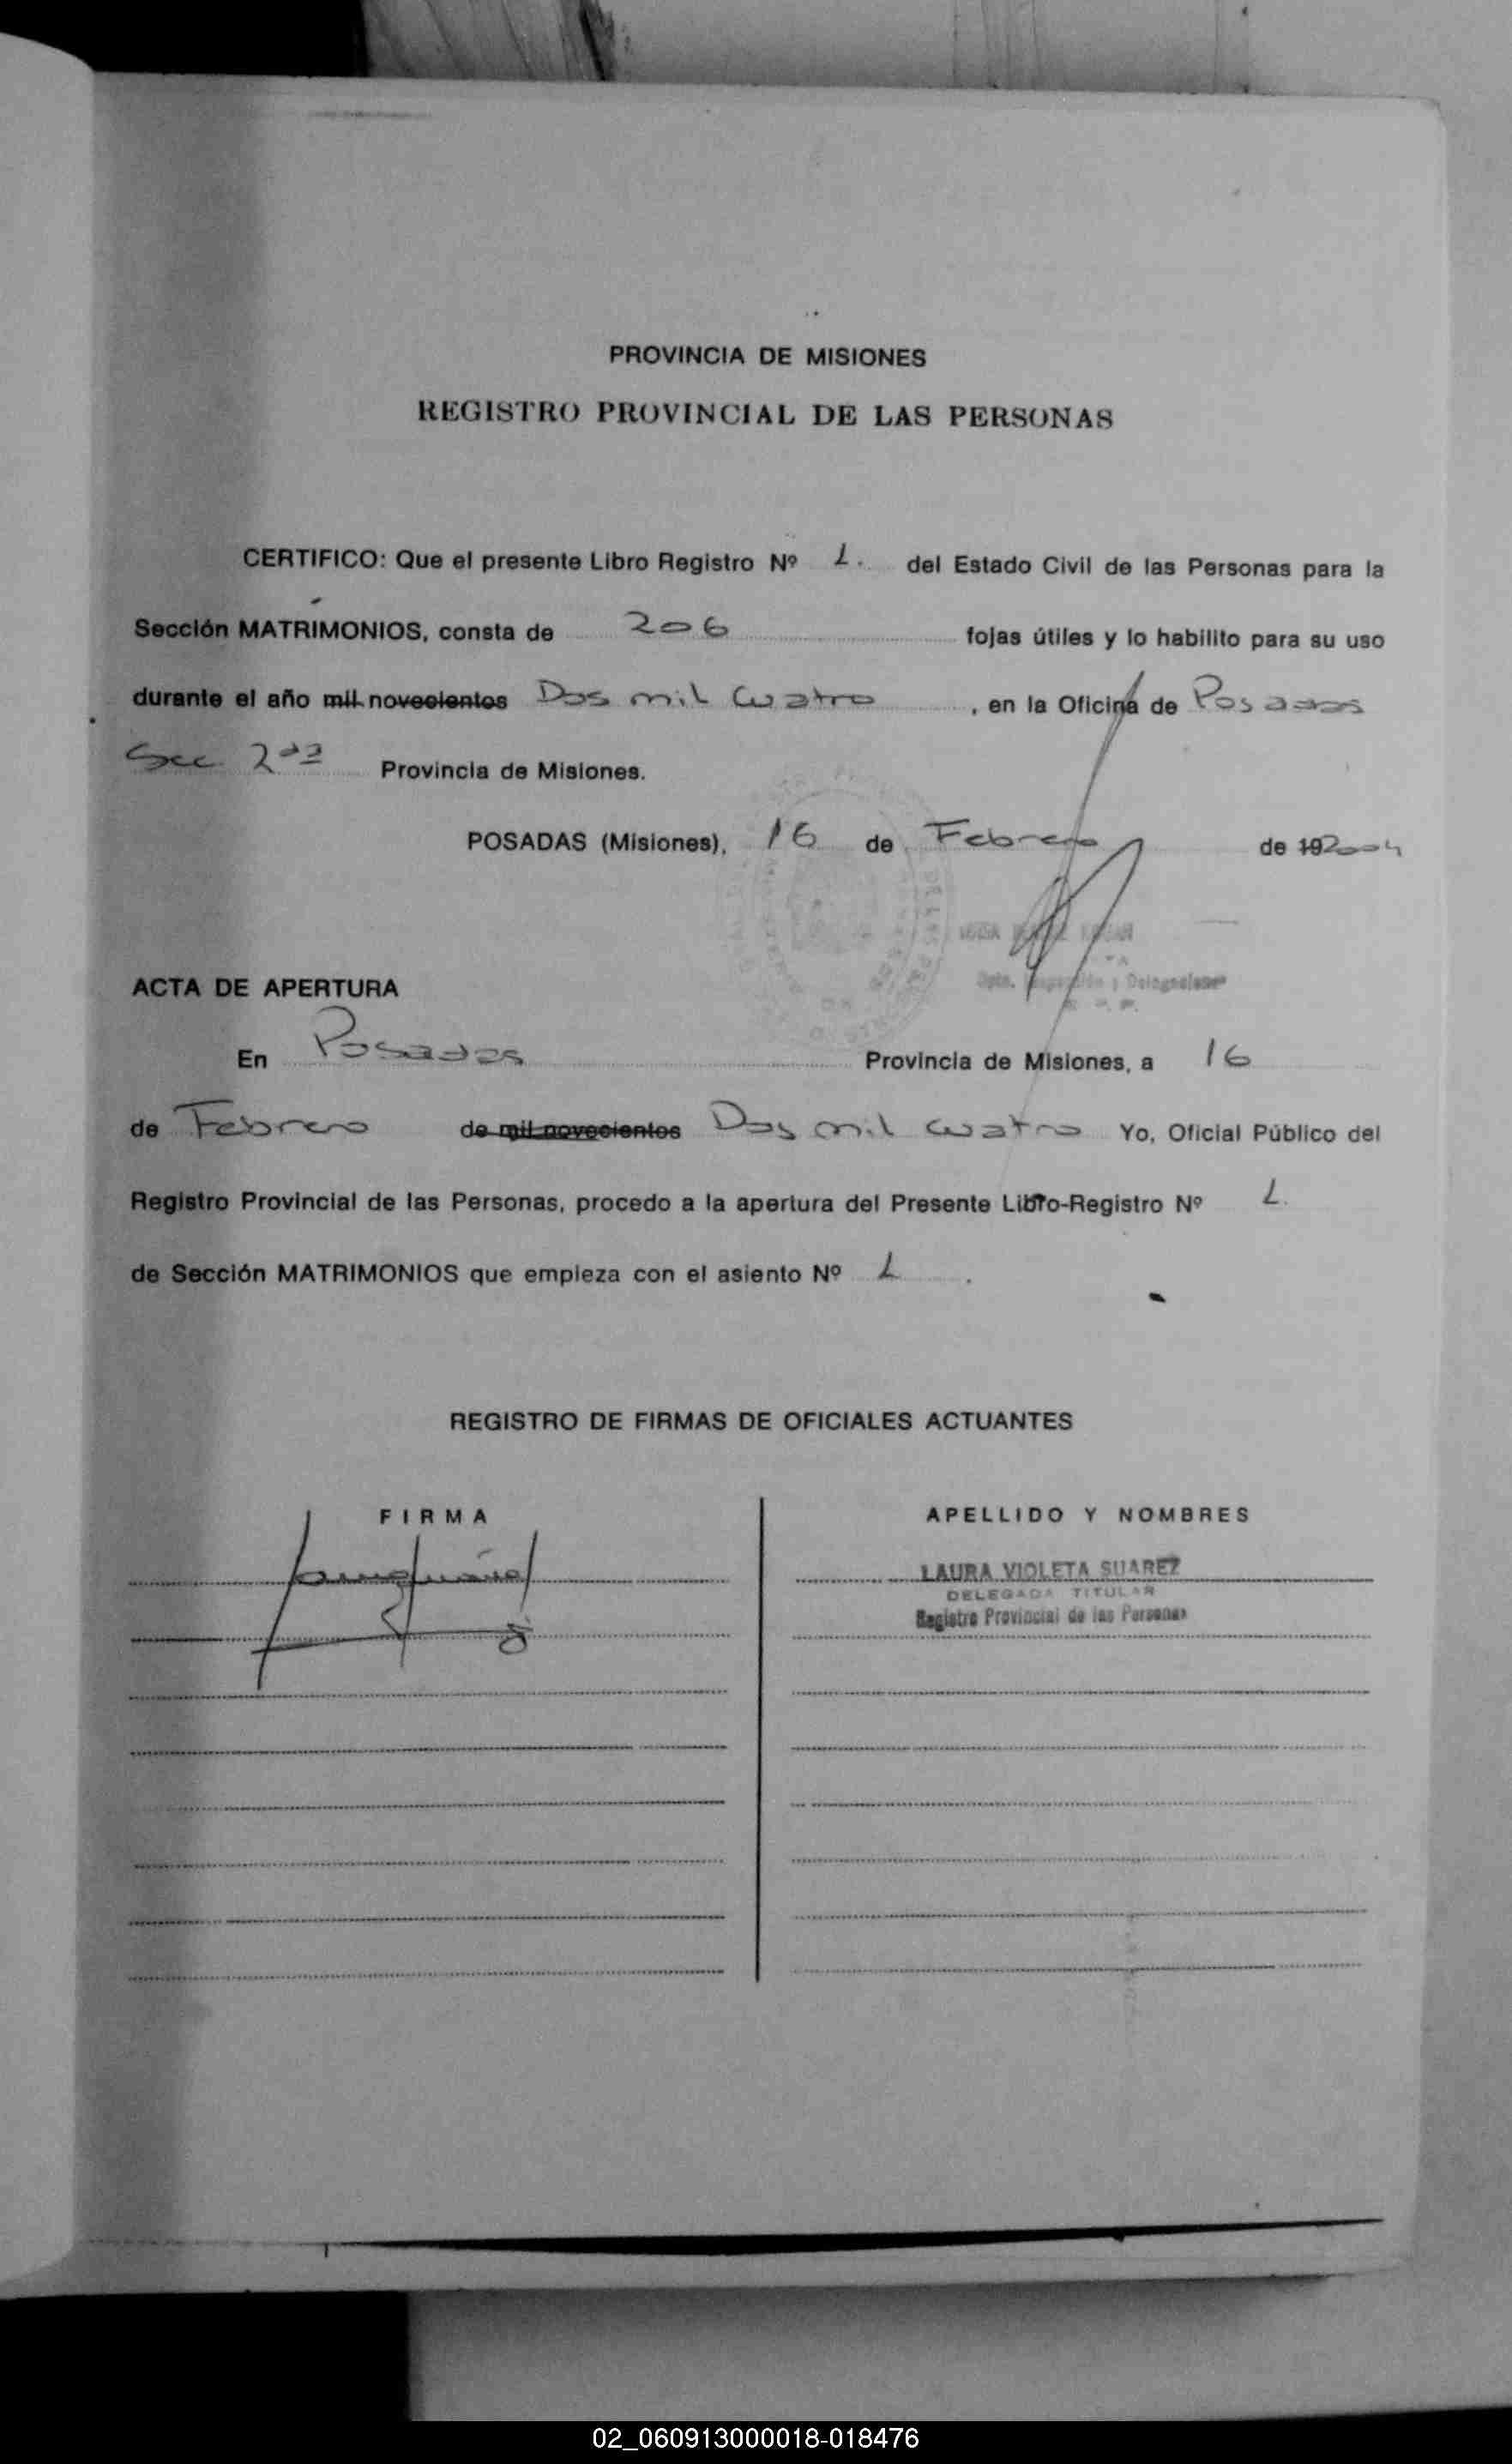 PROVINCIA DE MISIONES
REGISTRO PROVINCIAL DE LAS PERSONAS
CERTIFICO: Que el presente Libro Registro Nº 1. del Estado Civil de las Personas para la
Sección MATRIMONIOS, consta de 206 fojas útiles y lo habilito para su uso
durante el año mil novecientos Dos mil Cuatro, en la Oficina de Posadas
Sec 2da Provincia de Misiones.
POSADAS (Misiones), 16 de Febrero de 192004
Dpto. Delegaciones
ACTA DE APERTURA
En Posadas Provincia de Misiones, a 16
de Febrero de mil novecientos Dos mil cuatro Yo, Oficial Público del
Registro Provincial de las Personas, procedo a la apertura del Presente Libro-Registro Nº 1.
de Sección MATRIMONIOS que empieza con el asiento Nº 1.
REGISTRO DE FIRMAS DE OFICIALES ACTUANTES
FIRMA
APELLIDO Y NOMBRES
LAURA VIOLETA SUAREZ
DELEGADA TITULAR
Registro Provincial de las Personas
02_060913000018-018476